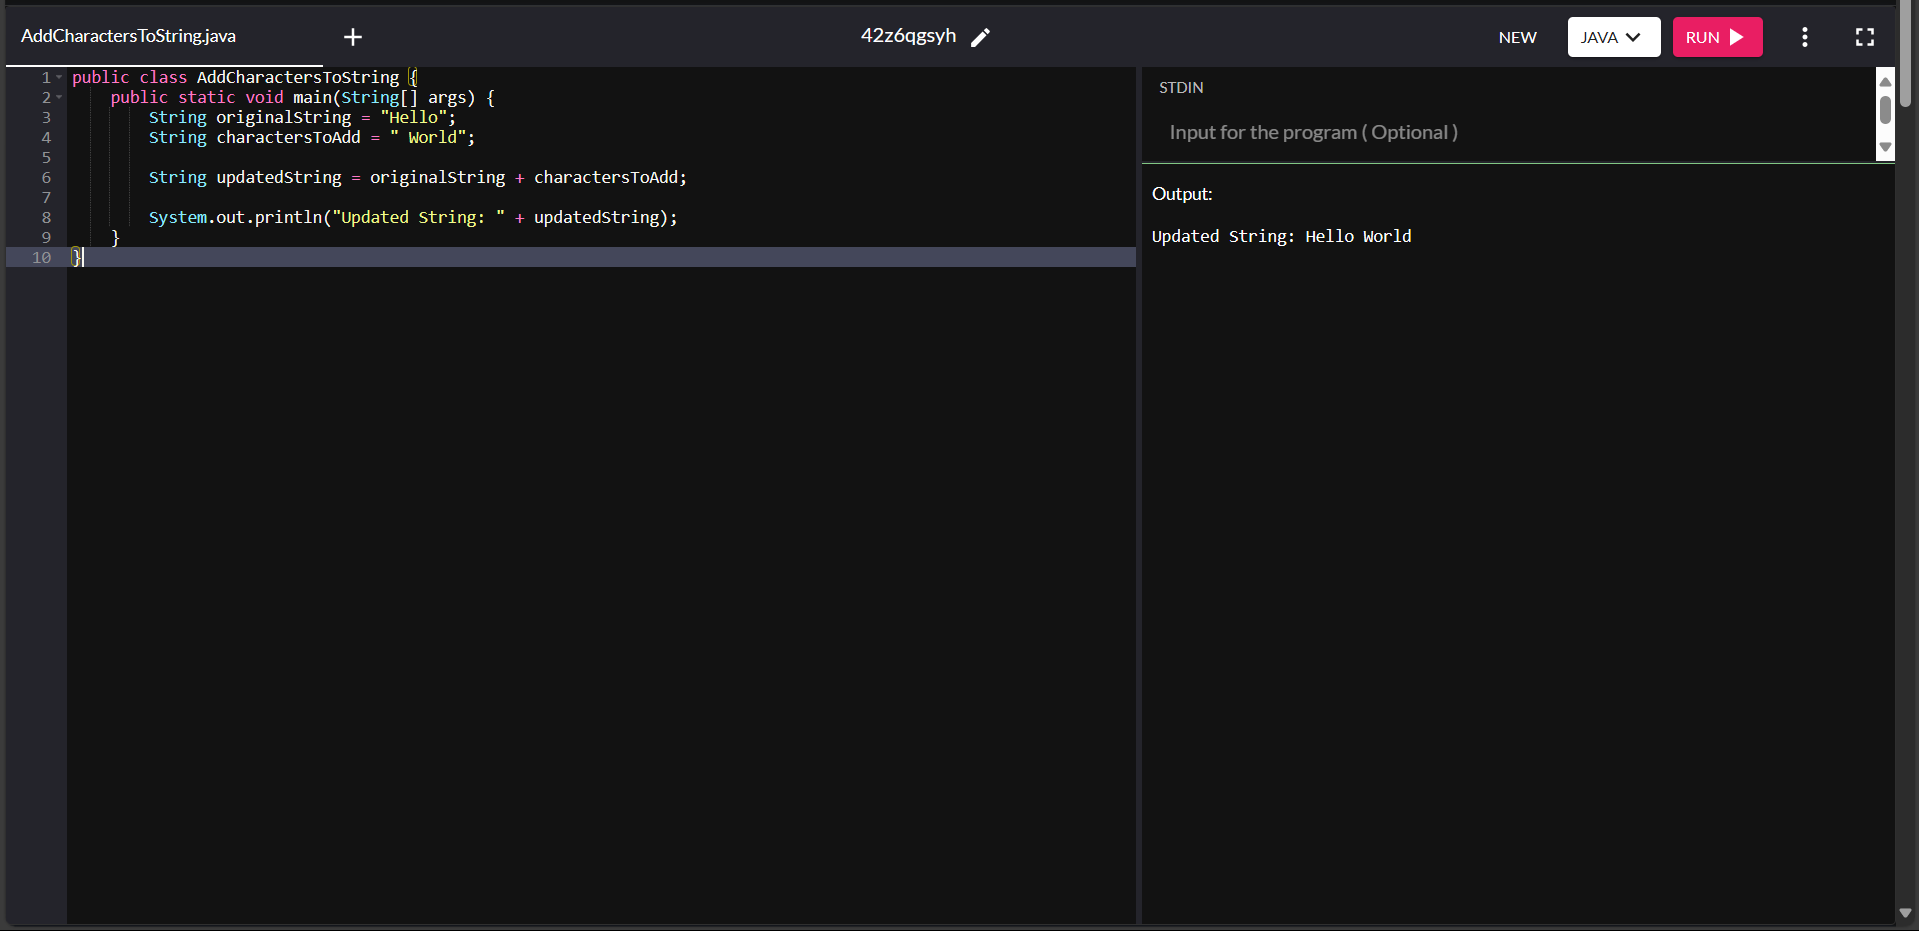 AddCharactersToString.java + 42z6qgsyh NEW JAVA RUN
1 public class AddCharactersToString {
2     public static void main(String[] args) {
3         String originalString = "Hello";
4         String charactersToAdd = " World";
5
6         String updatedString = originalString + charactersToAdd;
7
8         System.out.println("Updated String: " + updatedString);
9     }
10 }
STDIN
Input for the program ( Optional )
Output:
Updated String: Hello World